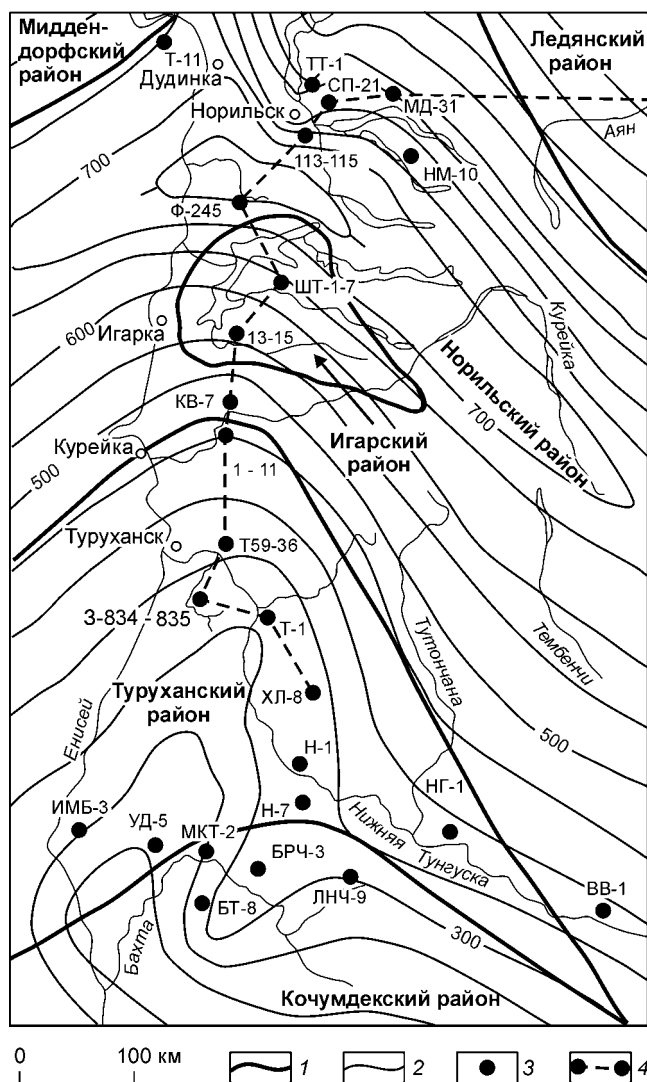 Мидден-
дорфский
район
Т-11
Дудинка
ТТ-1
СП-21
Ледянский
район
Норильск
МД-31
Аян
113-115
НМ-10
700
Ф-245
ШТ-1-7
Курейка
600
Игарка
13-15
Норильский район
700
КВ-7
Игарский
район
Курейка
500
1 - 11
Туруханск
Т59-36
З-834 - 835
Т-1
Тутончана
Тембенчи
Туруханский
район
ХЛ-8
500
Енисей
Н-1
НГ-1
ИМБ-3
УД-5
МКТ-2
Н-7
Нижняя
Тунгуска
БРЧ-3
ЛНЧ-9
ВВ-1
БТ-8
300
Бахта
Кочумдекский район
0 100 км 1 2 3 4